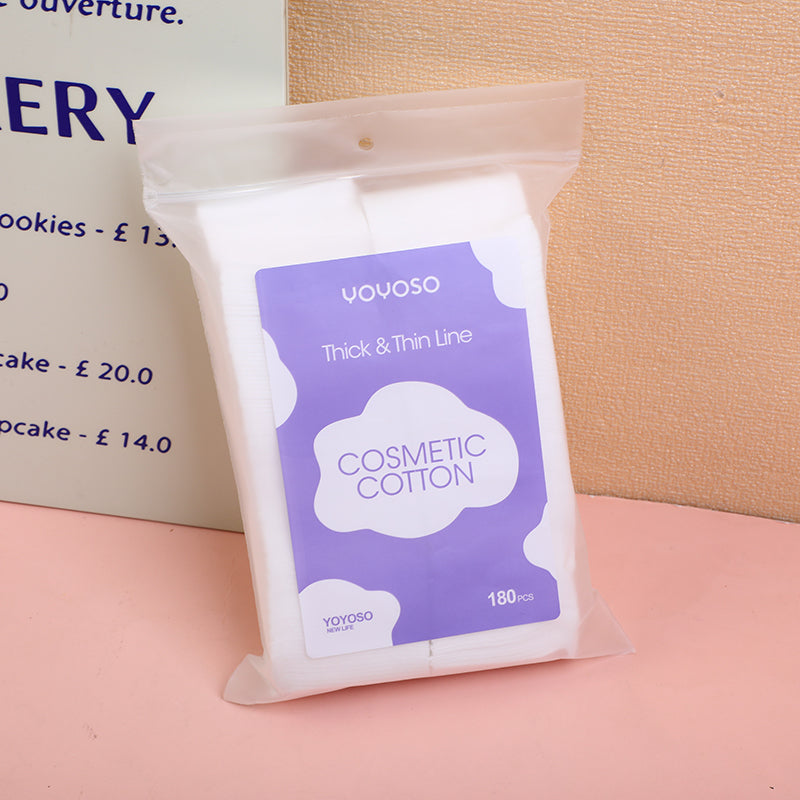 ouverture.
ERY
ookies - £ 13.
0
cake - £ 20.0
pcake - £ 14.0
YOYOSO
Thick & Thin Line
COSMETIC
COTTON
YOYOSO
NEW LIFE
180 PCS